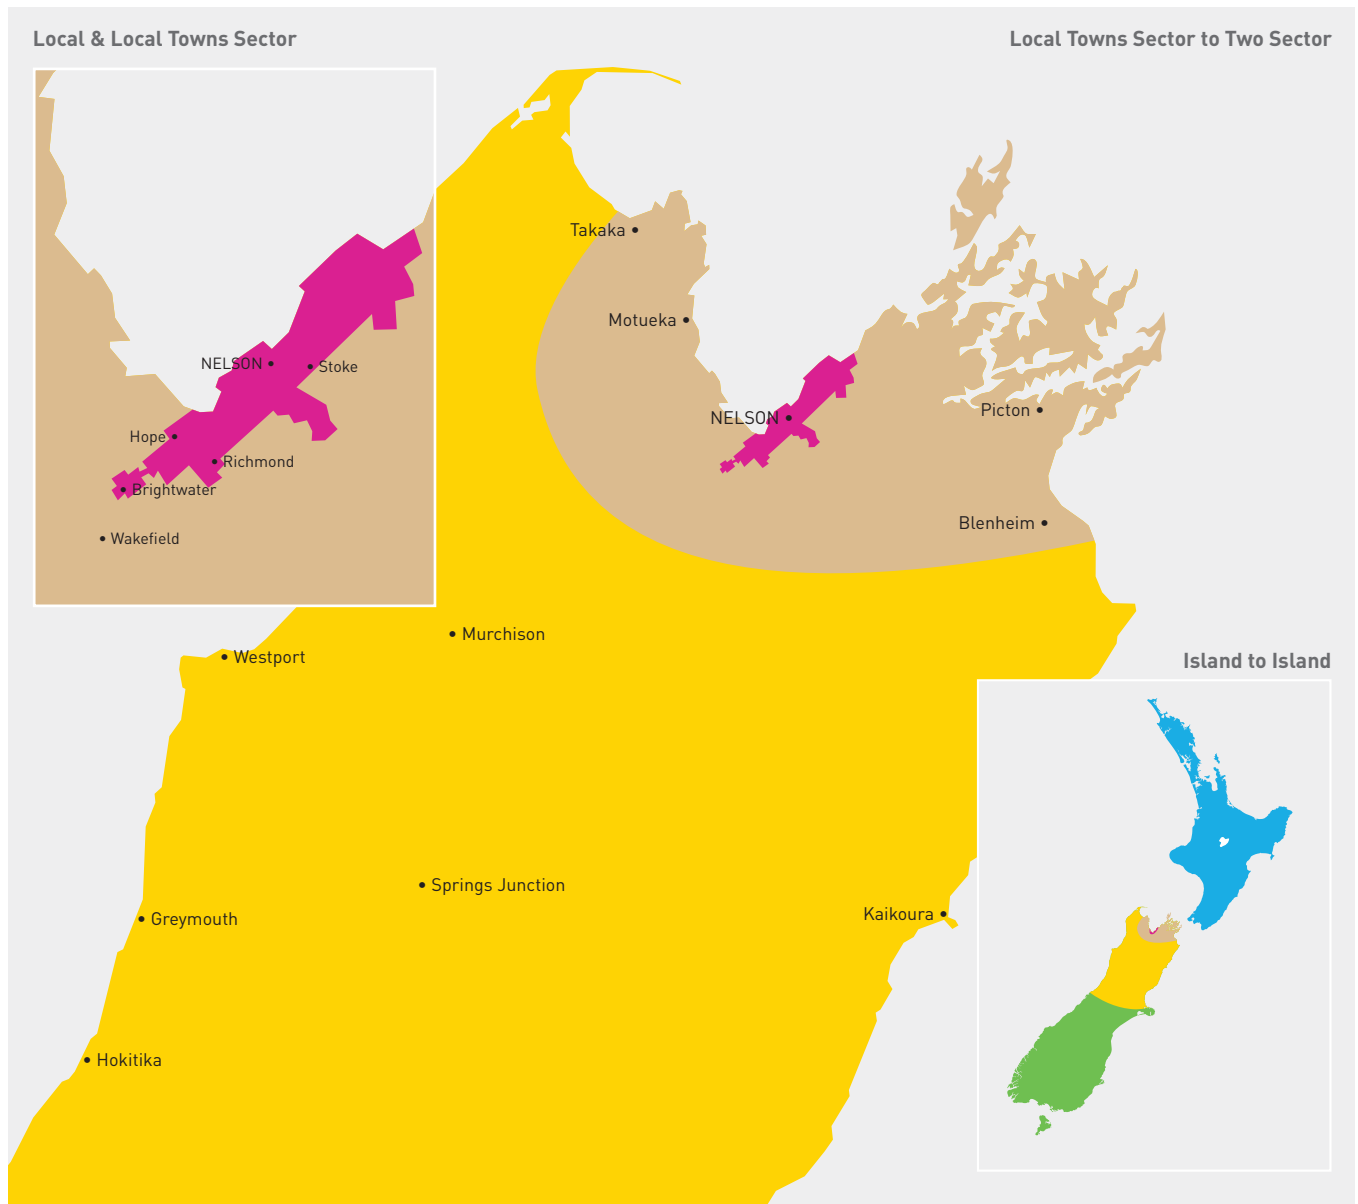 Local & Local Towns Sector
Local Towns Sector to Two Sector
NELSON
Stoke
Hope
Richmond
Brightwater
Wakefield
Takaka
Motueka
NELSON
Picton
Blenheim
Murchison
Westport
Island to Island
Springs Junction
Greymouth
Kaikoura
Hokitika